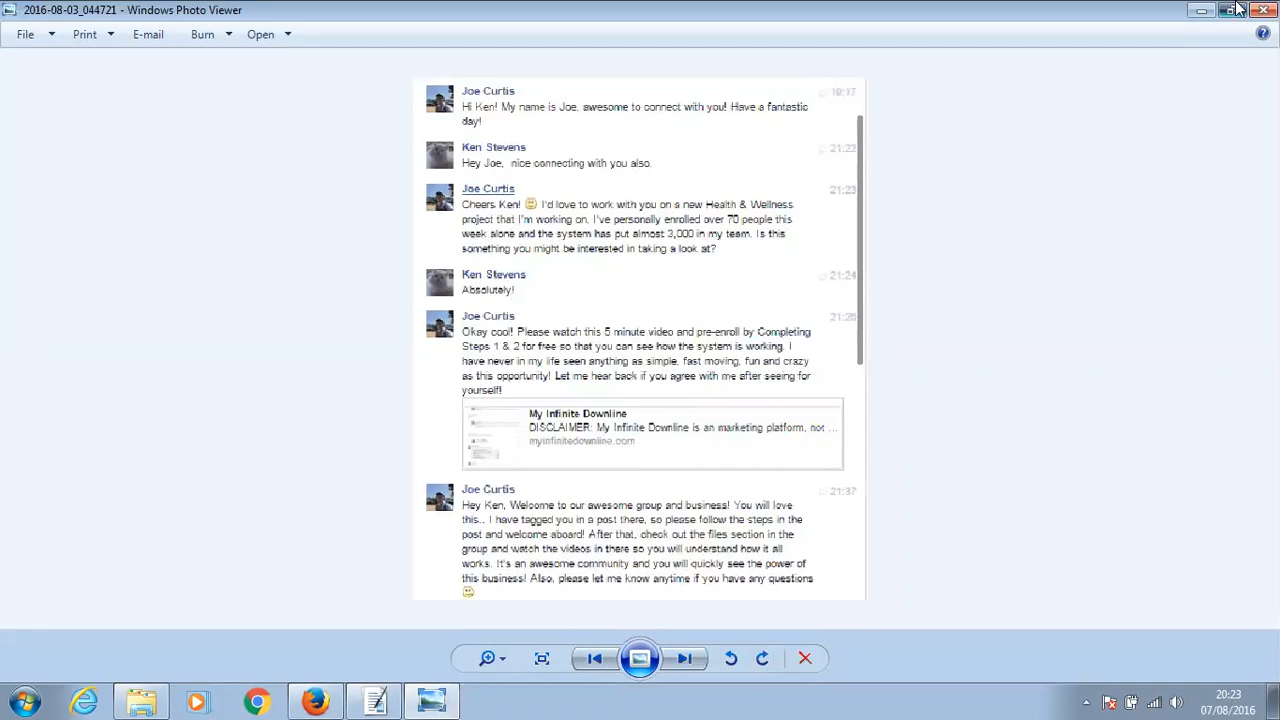 2016-08-03_044721 - Windows Photo Viewer
File Print E-mail Burn Open
Joe Curtis 19:17
Hi Ken! My name is Joe, awesome to connect with you! Have a fantastic
day!
Ken Stevens 21:22
Hey Joe, nice connecting with you also.
Joe Curtis 21:23
Cheers Ken! I'd love to work with you on a new Health & Wellness
project that I'm working on. I've personally enrolled over 70 people this
week alone and the system has put almost 3,000 in my team. Is this
something you might be interested in taking a look at?
Ken Stevens 21:24
Absolutely!
Joe Curtis
Okay cool! Please watch this 5 minute video and pre-enroll by Completing
Steps 1 & 2 for free so that you can see how the system is working. I
have never in my life seen anything as simple, fast moving, fun and crazy
as this opportunity! Let me hear back if you agree with me after seeing for
yourself!
My Infinite Downline
DISCLAIMER: My Infinite Downline is an marketing platform, not ...
myinfinitedownline.com
Joe Curtis 21:37
Hey Ken, Welcome to our awesome group and business! You will love
this.. I have tagged you in a post there, so please follow the steps in the
post and welcome aboard! After that, check out the files section in the
group and watch the videos in there so you will understand how it all
works. It's an awesome community and you will quickly see the power of
this business! Also, please let me know anytime if you have any questions
20:23
07/08/2016